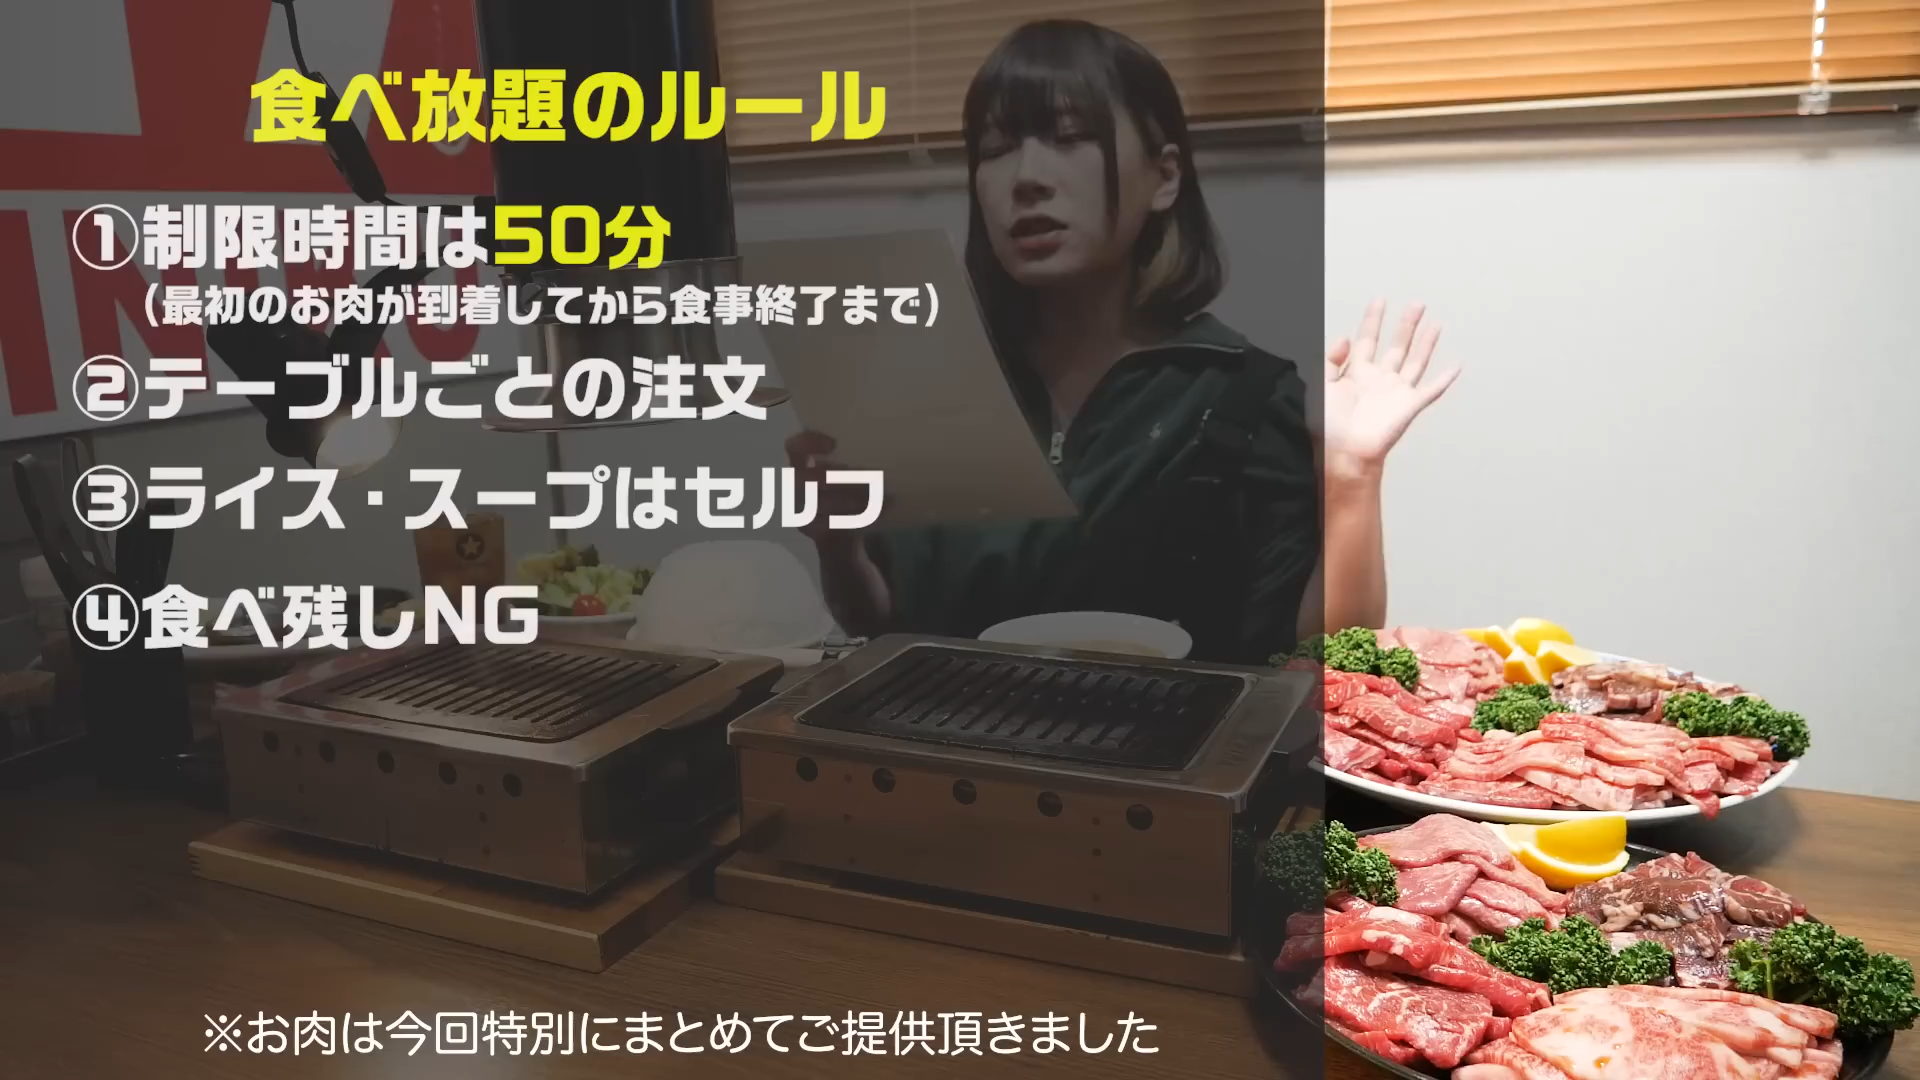 食べ放題のルール
①制限時間は50分
（最初のお肉が到着してから食事終了まで）
②テーブルごとの注文
③ライス・スープはセルフ
④食べ残しNG
※お肉は今回特別にまとめてご提供頂きました